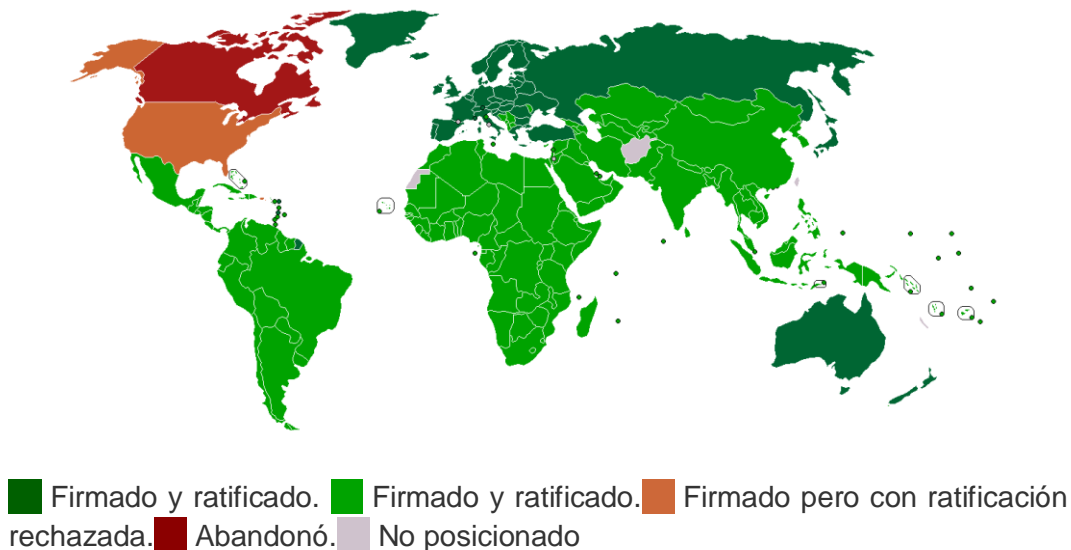 Firmado y ratificado. Firmado y ratificado. Firmado pero con ratificación
rechazada. Abandonó. No posicionado